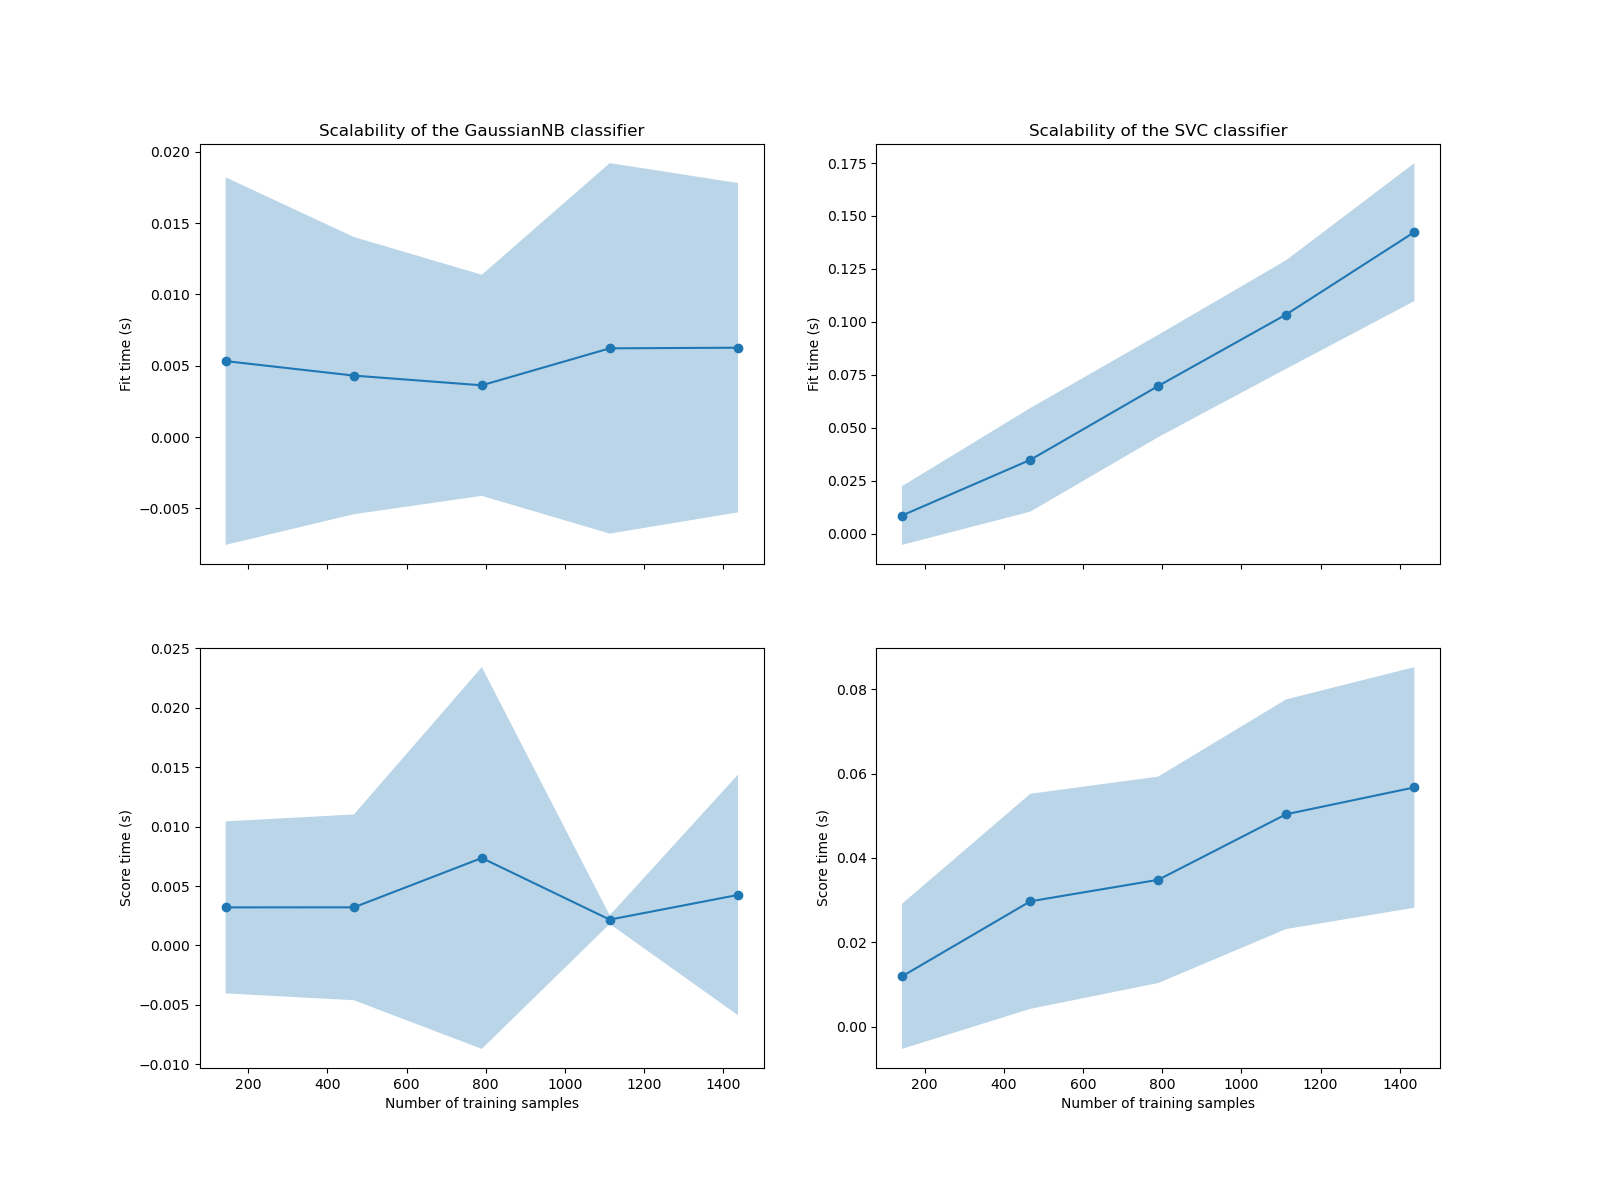 Scalability of the GaussianNB classifier
0.020
0.015
0.010
0.005
0.000
−0.005
Fit time (s)
Scalability of the SVC classifier
0.175
0.150
0.125
0.100
0.075
0.050
0.025
0.000
Fit time (s)
0.025
0.020
0.015
0.010
0.005
0.000
−0.005
−0.010
Score time (s)
200 400 600 800 1000 1200 1400
Number of training samples
0.08
0.06
0.04
0.02
0.00
Score time (s)
200 400 600 800 1000 1200 1400
Number of training samples